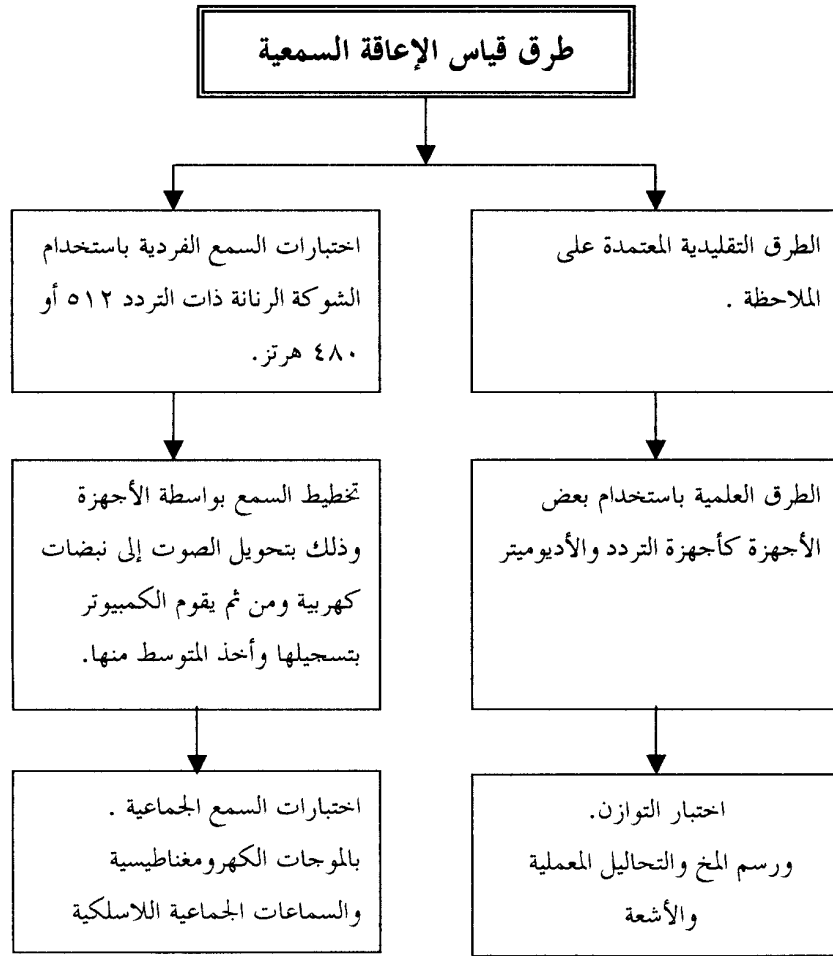 طرق قياس الإعاقة السمعية
الطرق التقليدية المعتمدة على
الملاحظة .
اختبارات السمع الفردية باستخدام
الشوكة الرنانة ذات التردد ٥١٢ أو
٤٨٠ هرتز.
الطرق العلمية باستخدام بعض
الأجهزة كأجهزة التردد والأديوميتر
تخطيط السمع بواسطة الأجهزة
وذلك بتحويل الصوت إلى نبضات
كهربية ومن ثم يقوم الكمبيوتر
بتسجيلها وأخذ المتوسط منها.
اختبار التوازن.
ورسم المخ والتحاليل المعملية
والأشعة
اختبارات السمع الجماعية .
بالموجات الكهرومغناطيسية
والسماعات الجماعية اللاسلكية